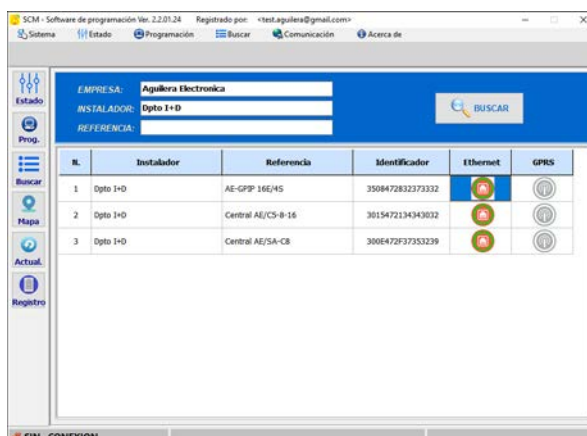 SCM - Software de programación Ver. 2.2.01.24 Registrado por: <test.aguilera@gmail.com>
Sistema Estado Programación Buscar Comunicación Acerca de
Estado
Prog.
Buscar
Mapa
Actual.
Registro
EMPRESA: Aguilera Electronica
INSTALADOR: Dpto I+D
REFERENCIA:
BUSCAR
N. Instalador Referencia Identificador Ethernet GPRS
1 Dpto I+D AE-GPIP 16E/4S 3508472832373332
2 Dpto I+D Central AE/C5-8-16 3015472134343032
3 Dpto I+D Central AE/SA-C8 300E472F37353239
SIN CONEXION